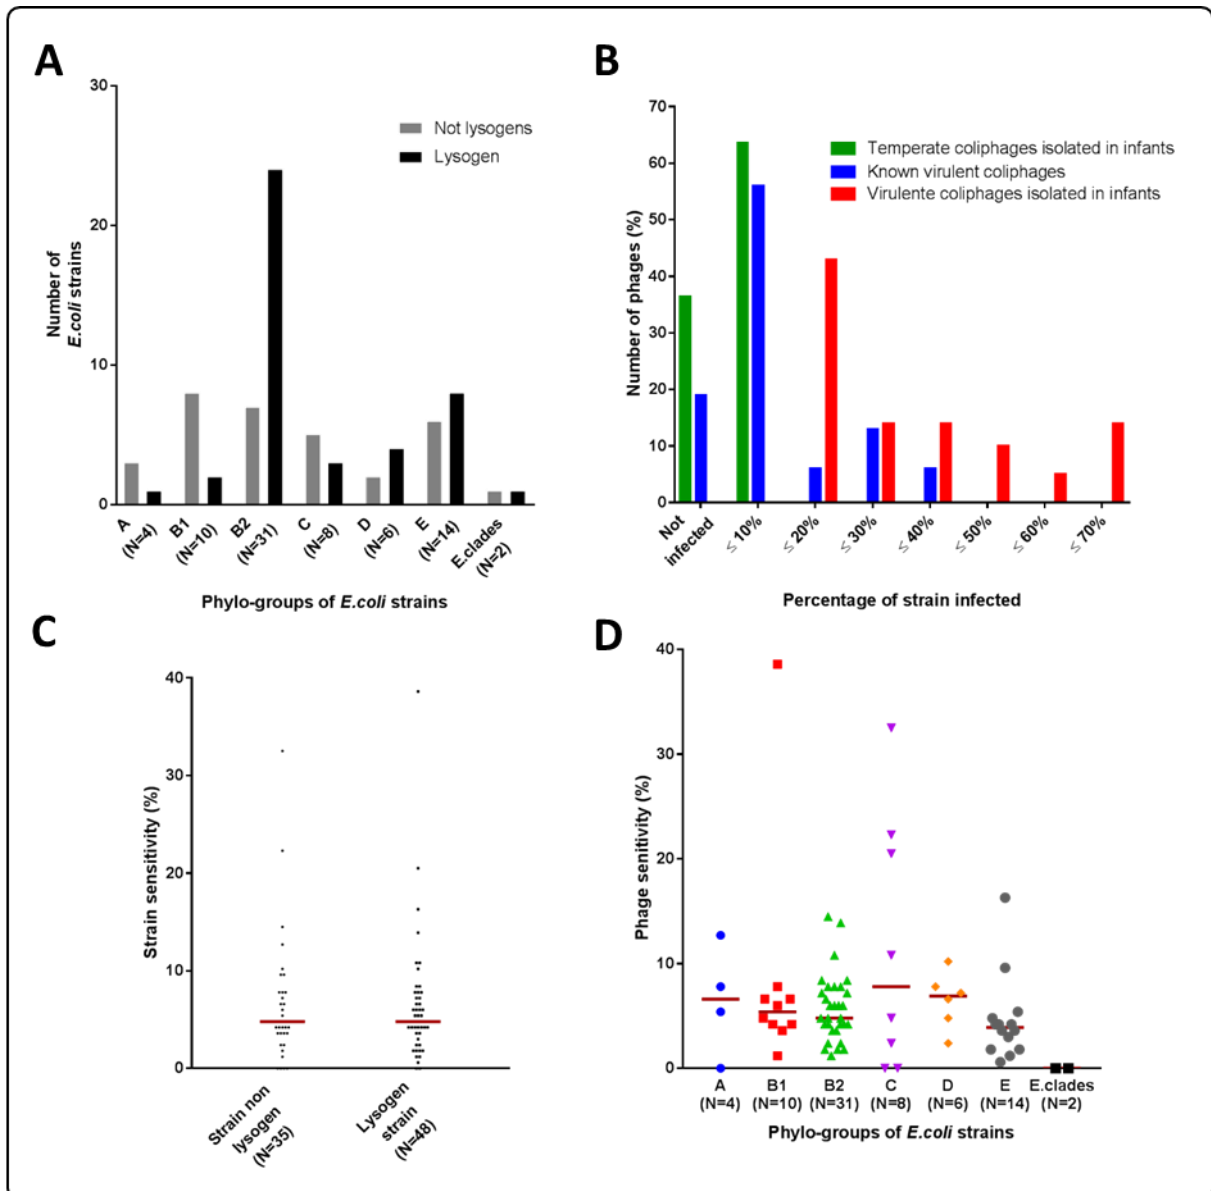 A
30
20
10
0
Number of
E.coli strains
Not lysogens
Lysogen
A
(N=4)
B1
(N=10)
B2
(N=31)
C
(N=8)
D
(N=6)
E
(N=14)
E.clades
(N=2)
Phylo-groups of E.coli strains
B
70
60
50
40
30
20
10
0
Number of phages (%)
Temperate coliphages isolated in infants
Known virulent coliphages
Virulente coliphages isolated in infants
Not
infected
≤ 10%
≤ 20%
≤ 30%
≤ 40%
≤ 50%
≤ 60%
≤ 70%
Percentage of strain infected
C
40
30
20
10
0
Strain sensitivity (%)
Strain non
lysogen
(N=35)
Lysogen
strain
(N=48)
D
40
30
20
10
0
Phage senitivity (%)
A B1 B2 C D E E.clades
(N=4) (N=10) (N=31) (N=8) (N=6) (N=14) (N=2)
Phylo-groups of E.coli strains